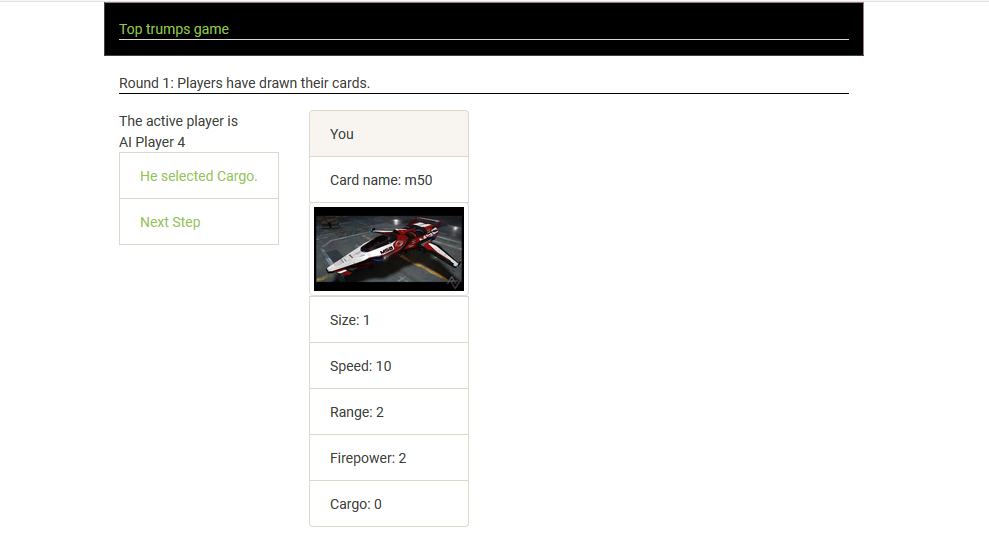 Top trumps game
Round 1: Players have drawn their cards.
The active player is
AI Player 4
He selected Cargo.
Next Step
You
Card name: m50
Size: 1
Speed: 10
Range: 2
Firepower: 2
Cargo: 0